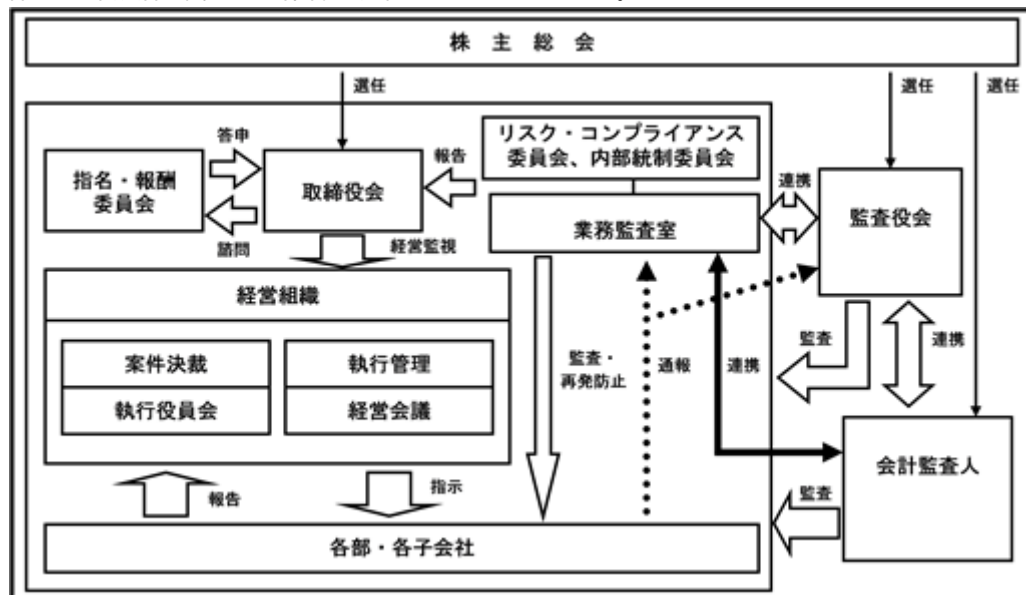 株主総会
選任
選任
選任
答申
リスク・コンプライアンス
委員会、内部統制委員会
報告
指名・報酬
委員会
取締役会
連携
監査役会
業務監査室
諮問
経営監視
経営組織
案件決裁
執行管理
執行役員会
経営会議
監査・
再発防止
通報
連携
監査
連携
会計監査人
報告
指示
監査
各部・各子会社